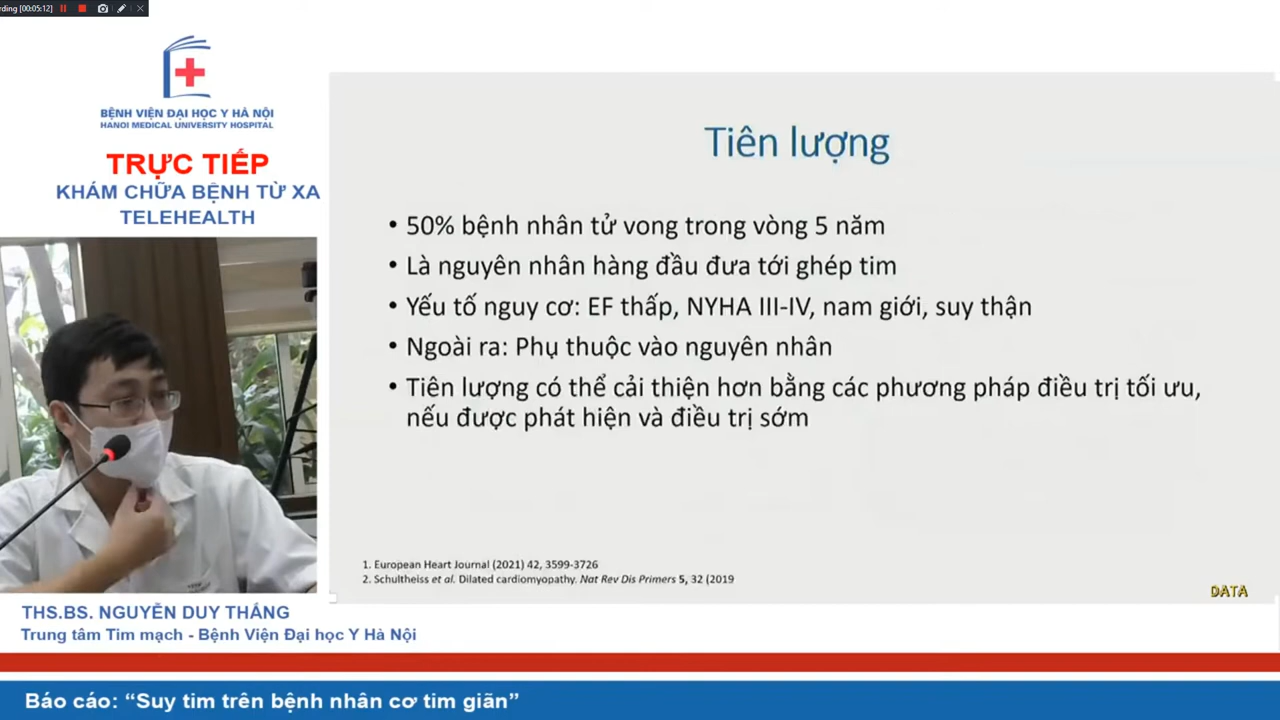 rding [00:05:12]
BỆNH VIỆN ĐẠI HỌC Y HÀ NỘI
HANOI MEDICAL UNIVERSITY HOSPITAL
TRỰC TIẾP
KHÁM CHỮA BỆNH TỪ XA
TELEHEALTH
Tiên lượng
• 50% bệnh nhân tử vong trong vòng 5 năm
• Là nguyên nhân hàng đầu đưa tới ghép tim
• Yếu tố nguy cơ: EF thấp, NYHA III-IV, nam giới, suy thận
• Ngoài ra: Phụ thuộc vào nguyên nhân
• Tiên lượng có thể cải thiện hơn bằng các phương pháp điều trị tối ưu,
nếu được phát hiện và điều trị sớm
1. European Heart Journal (2021) 42, 3599-3726
2. Schultheiss et al. Dilated cardiomyopathy. Nat Rev Dis Primers 5, 32 (2019
DATA
THS.BS. NGUYỄN DUY THẮNG
Trung tâm Tim mạch - Bệnh Viện Đại học Y Hà Nội
Báo cáo: “Suy tim trên bệnh nhân cơ tim giãn”